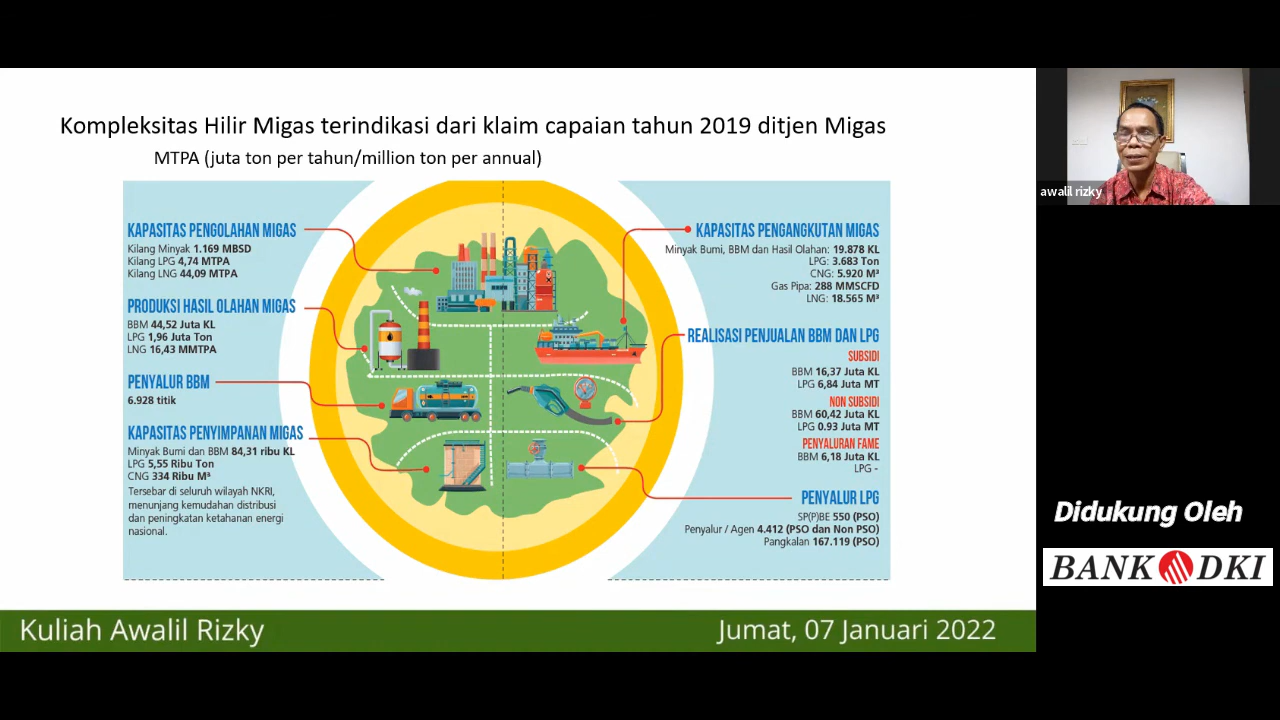 Kompleksitas Hilir Migas terindikasi dari klaim capaian tahun 2019 ditjen Migas
MTPA (juta ton per tahun/million ton per annual)
KAPASITAS PENGOLAHAN MIGAS
Kilang Minyak 1.169 MBSD
Kilang LPG 4,74 MTPA
Kilang LNG 44,09 MTPA
PRODUKSI HASIL OLAHAN MIGAS
BBM 44,52 Juta KL
LPG 1,96 Juta Ton
LNG 16,43 MMTPA
PENYALUR BBM
6.928 titik
KAPASITAS PENYIMPANAN MIGAS
Minyak Bumi dan BBM 84,31 ribu KL
LPG 5,55 Ribu Ton
CNG 334 Ribu M³
Tersebar di seluruh wilayah NKRI,
menunjang kemudahan distribusi
dan peningkatan ketahanan energi
nasional.
KAPASITAS PENGANGKUTAN MIGAS
Minyak Bumi, BBM dan Hasil Olahan: 19.878 KL
LPG: 3.683 Ton
CNG: 5.920 M³
Gas Pipa: 288 MMSCFD
LNG: 18.565 M³
REALISASI PENJUALAN BBM DAN LPG
SUBSIDI
BBM 16,37 Juta KL
LPG 6,84 Juta MT
NON SUBSIDI
BBM 60,42 Juta KL
LPG 0.93 Juta MT
PENYALURAN FAME
BBM 6,18 Juta KL
LPG -
PENYALUR LPG
SP(P)BE 550 (PSO)
Penyalur / Agen 4.412 (PSO dan Non PSO)
Pangkalan 167.119 (PSO)
Kuliah Awalil Rizky
Jumat, 07 Januari 2022
awalil rizky
Didukung Oleh
BANK DKI